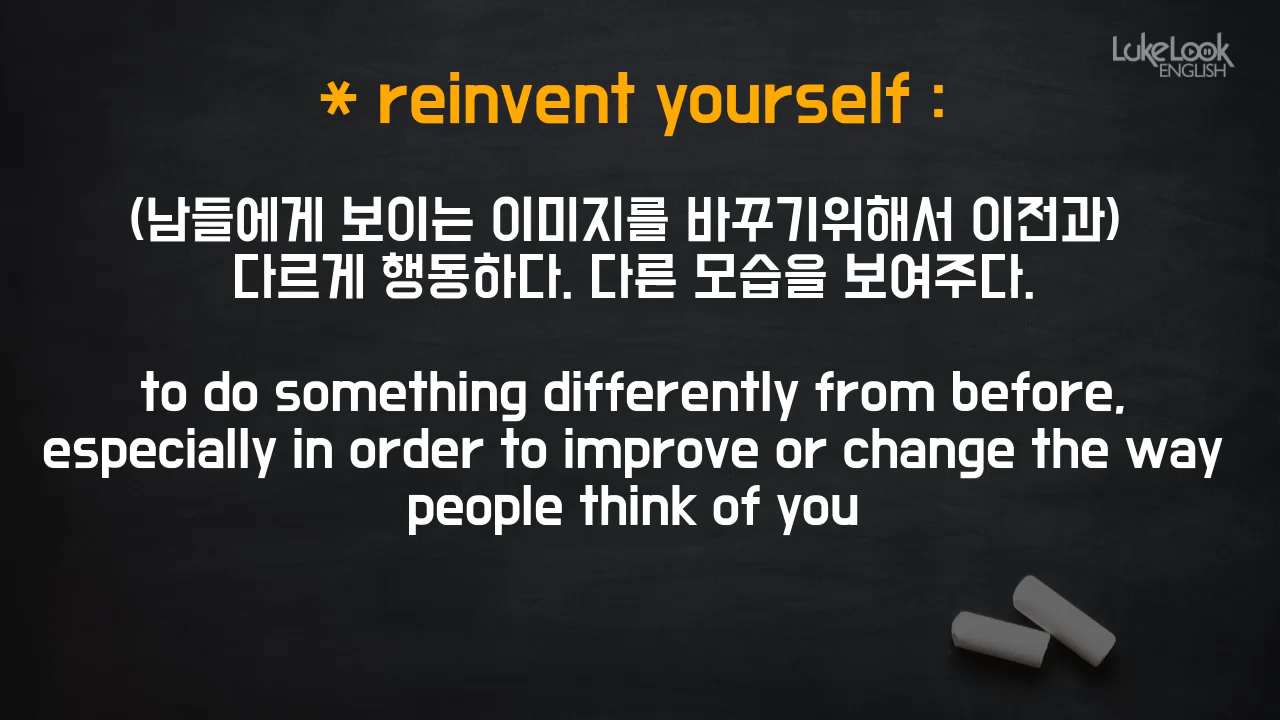 LukeLook
ENGLISH
* reinvent yourself :
(남들에게 보이는 이미지를 바꾸기위해서 이전과)
다르게 행동하다. 다른 모습을 보여주다.
to do something differently from before,
especially in order to improve or change the way
people think of you